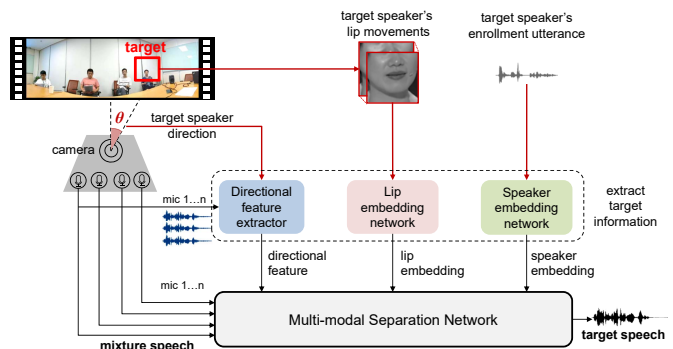 target speaker's
lip movements
target speaker's
enrollment utterance
target
θ
target speaker
direction
camera
mic 1...n
Directional
feature
extractor
Lip
embedding
network
Speaker
embedding
network
extract
target
information
directional
feature
lip
embedding
speaker
embedding
mic 1...n
Multi-modal Separation Network
target speech
mixture speech